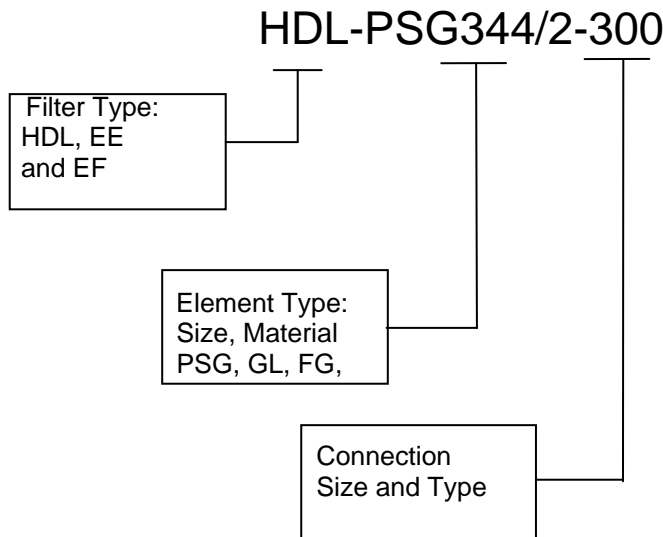 HDL-PSG344/2-300
Filter Type:
HDL, EE
and EF
Element Type:
Size, Material
PSG, GL, FG,
Connection
Size and Type